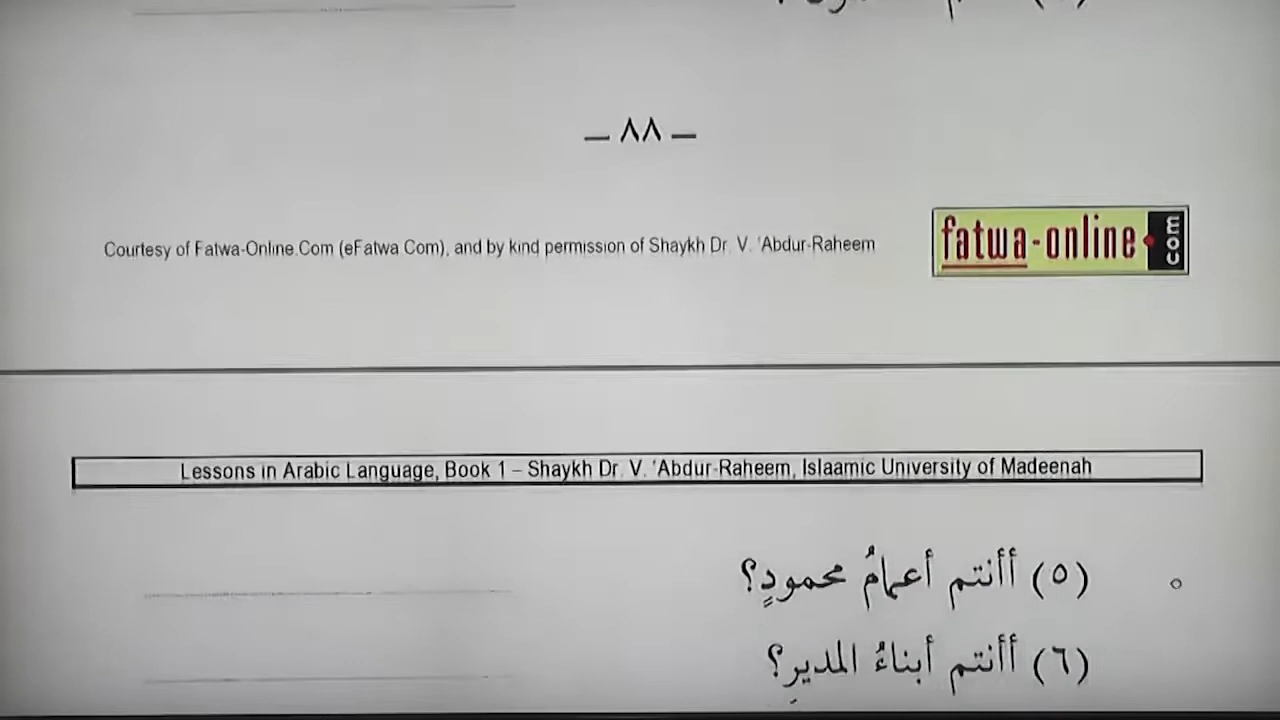 — ٨٨ —
Courtesy of Fatwa-Online.Com (eFatwa.Com), and by kind permission of Shaykh Dr. V. 'Abdur-Raheem
fatwa-online.com
Lessons in Arabic Language, Book 1 – Shaykh Dr. V. 'Abdur-Raheem, Islaamic University of Madeenah
(٥) أأنتم أعمامُ محمودٍ؟
(٦) أأنتم أبناءُ المديرِ؟